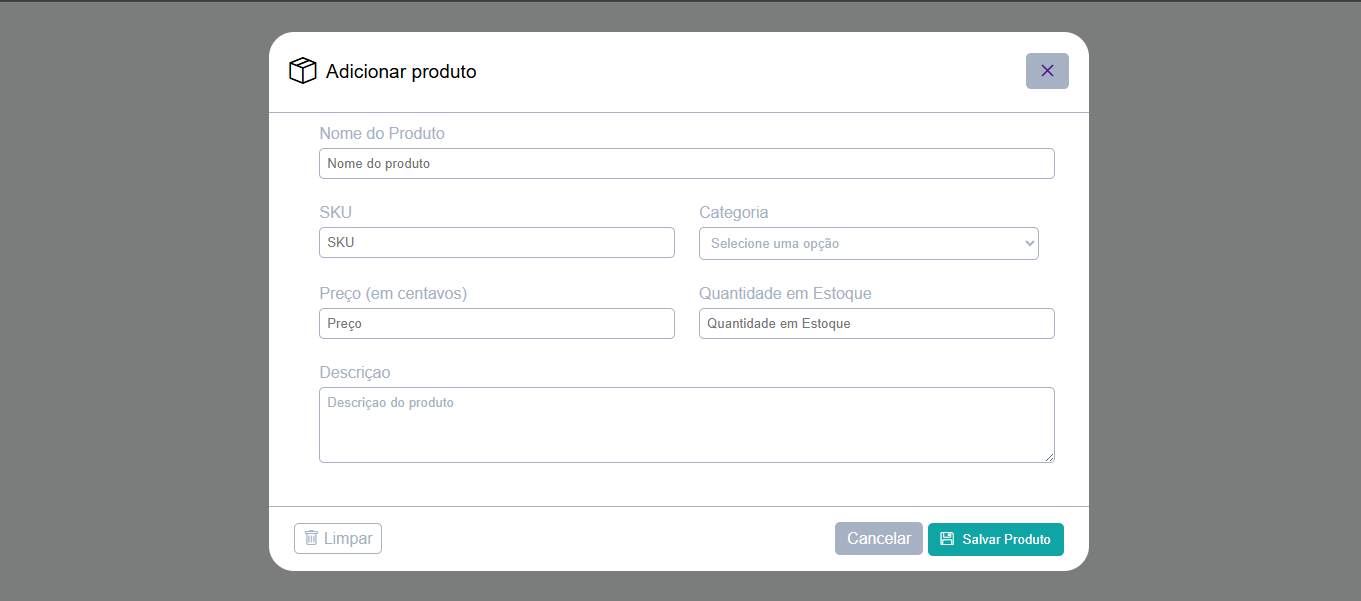 Adicionar produto
Nome do Produto
Nome do produto
SKU
Categoria
SKU
Selecione uma opção
Preço (em centavos)
Quantidade em Estoque
Preço
Quantidade em Estoque
Descriçao
Descriçao do produto
Limpar
Cancelar
Salvar Produto